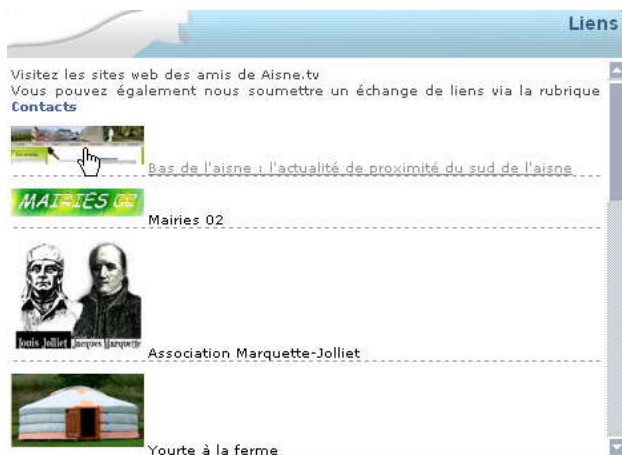 Liens
Visitez les sites web des amis de Aisne.tv
Vous pouvez également nous soumettre un échange de liens via la rubrique
Contacts
Bas de l'aisne : l'actualité de proximité du sud de l'aisne
MAIRIES 02
Mairies 02
Louis Jolliet Jacques Marquette
Association Marquette-Jolliet
Yourte à la ferme